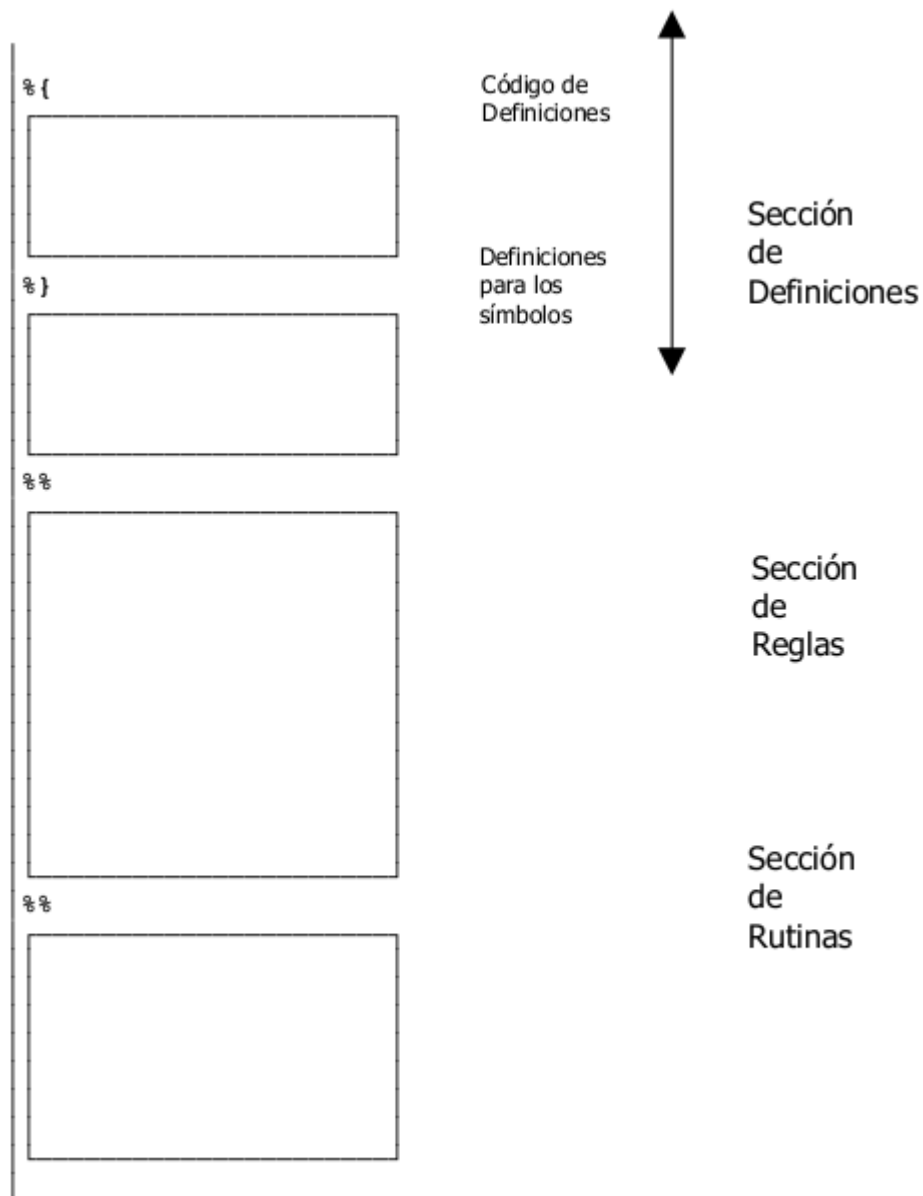 %{
Código de
Definiciones
Sección
de
Definiciones
Definiciones
para los
símbolos
%}
%%
Sección
de
Reglas
Sección
de
Rutinas
%%